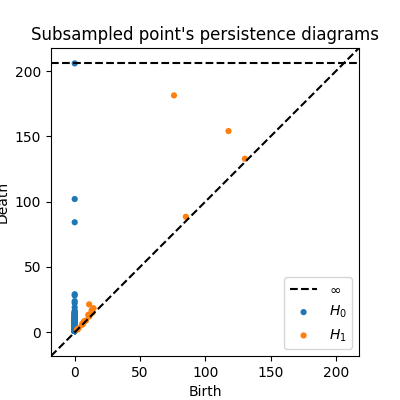 Subsampled point's persistence diagrams
200
150
100
50
0
Death
0 50 100 150 200
Birth
∞
H₀
H₁